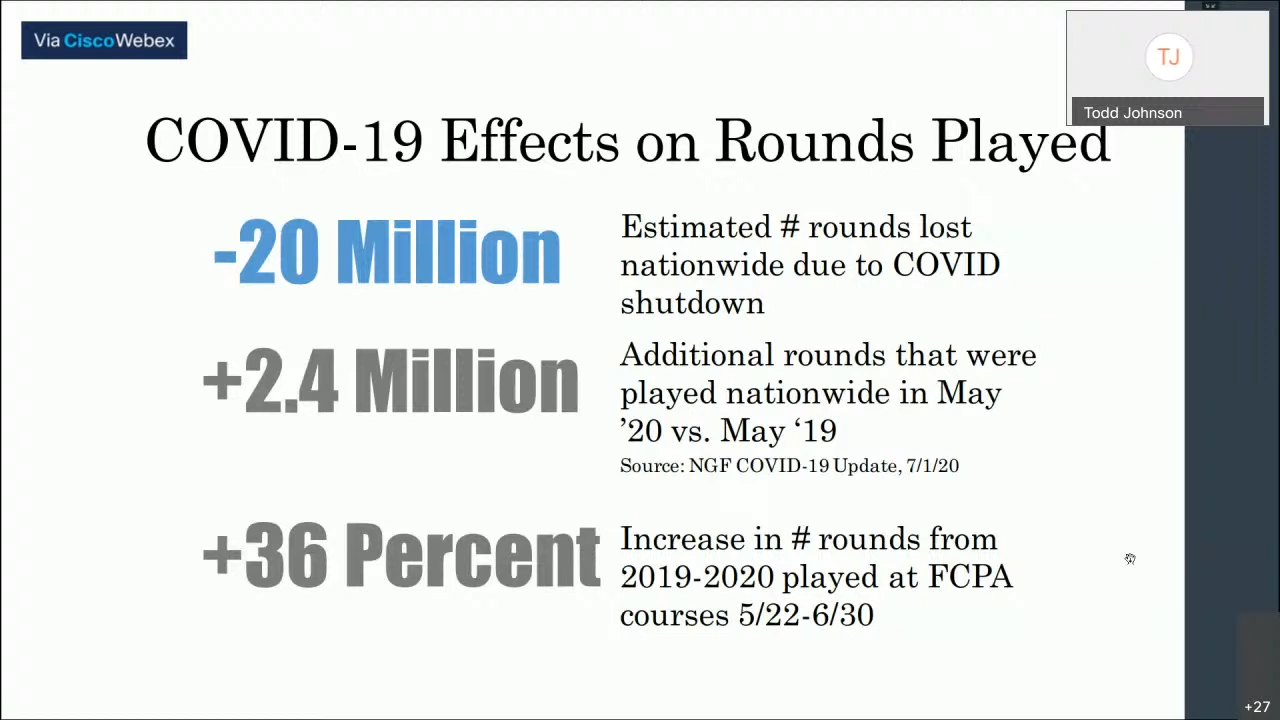 Via CiscoWebex
TJ
Todd Johnson
COVID-19 Effects on Rounds Played
-20 Million
Estimated # rounds lost
nationwide due to COVID
shutdown
+2.4 Million
Additional rounds that were
played nationwide in May
’20 vs. May ‘19
Source: NGF COVID-19 Update, 7/1/20
+36 Percent
Increase in # rounds from
2019-2020 played at FCPA
courses 5/22-6/30
+27